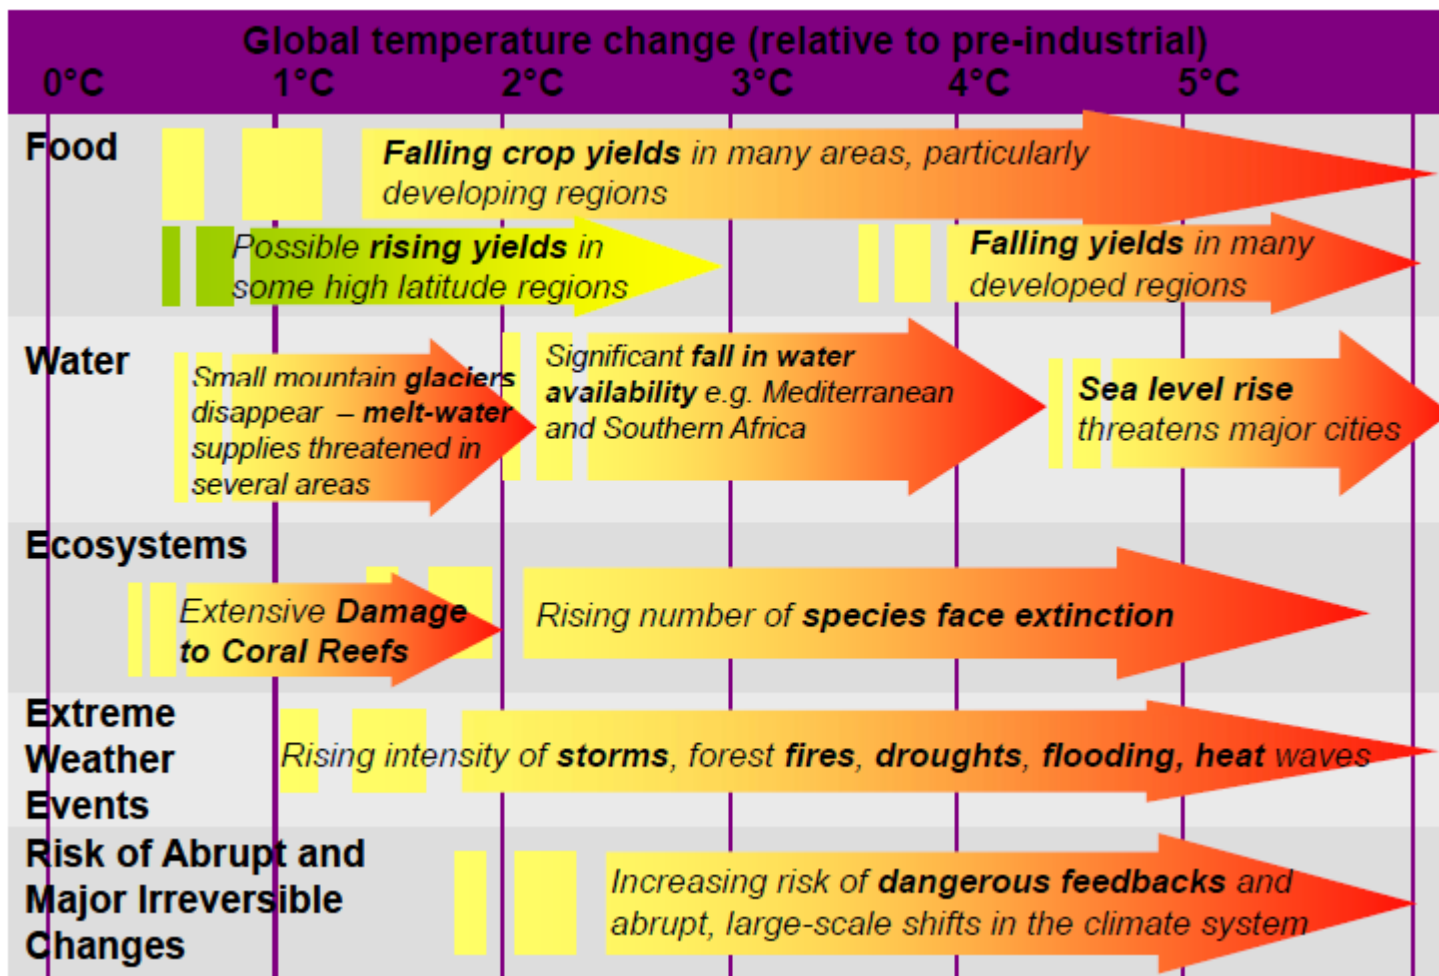 Global temperature change (relative to pre-industrial)
0°C 1°C 2°C 3°C 4°C 5°C
Food
Falling crop yields in many areas, particularly
developing regions
Possible rising yields in
some high latitude regions
Falling yields in many
developed regions
Water
Small mountain glaciers
disappear – melt-water
supplies threatened in
several areas
Significant fall in water
availability e.g. Mediterranean
and Southern Africa
Sea level rise
threatens major cities
Ecosystems
Extensive Damage
to Coral Reefs
Rising number of species face extinction
Extreme
Weather
Events
Rising intensity of storms, forest fires, droughts, flooding, heat waves
Risk of Abrupt and
Major Irreversible
Changes
Increasing risk of dangerous feedbacks and
abrupt, large-scale shifts in the climate system